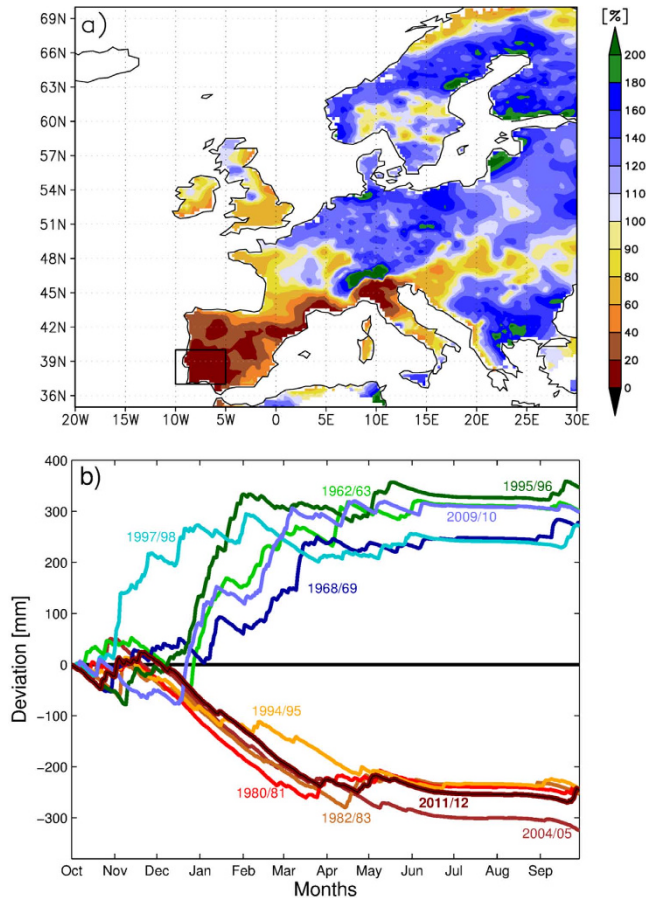 a)
[%]
69N
66N
63N
60N
57N
54N
51N
48N
45N
42N
39N
36N
20W 15W 10W 5W 0 5E 10E 15E 20E 25E 30E
200
180
160
140
120
110
100
90
80
60
40
20
0
b)
Deviation [mm]
400
300
200
100
0
-100
-200
-300
1995/96
1962/63
2009/10
1997/98
1968/69
1994/95
1980/81
1982/83
2011/12
2004/05
Oct Nov Dec Jan Feb Mar Apr May Jun Jul Aug Sep
Months